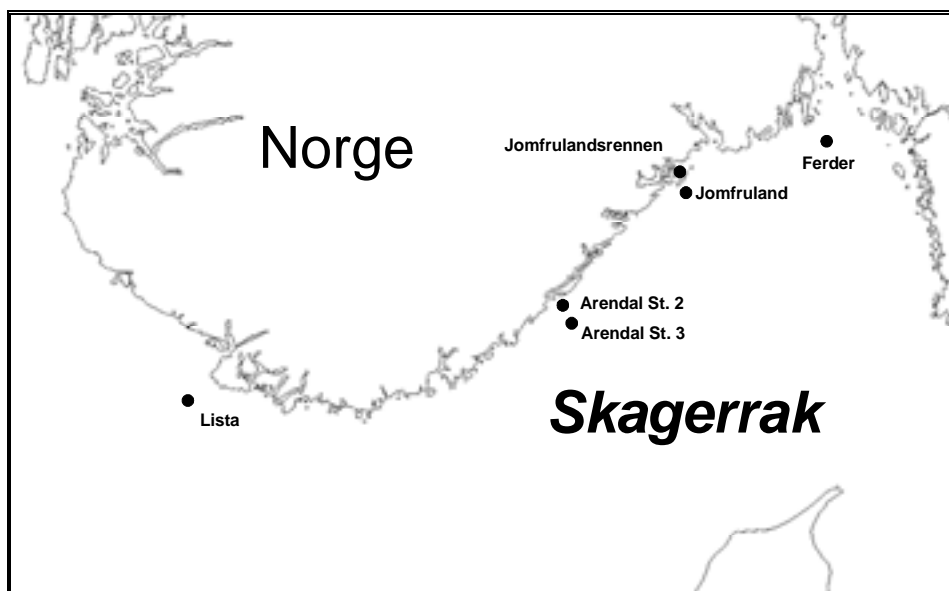 Norge
Jomfrulandsrennen
Ferder
Jomfruland
Arendal St. 2
Arendal St. 3
Skagerrak
Lista